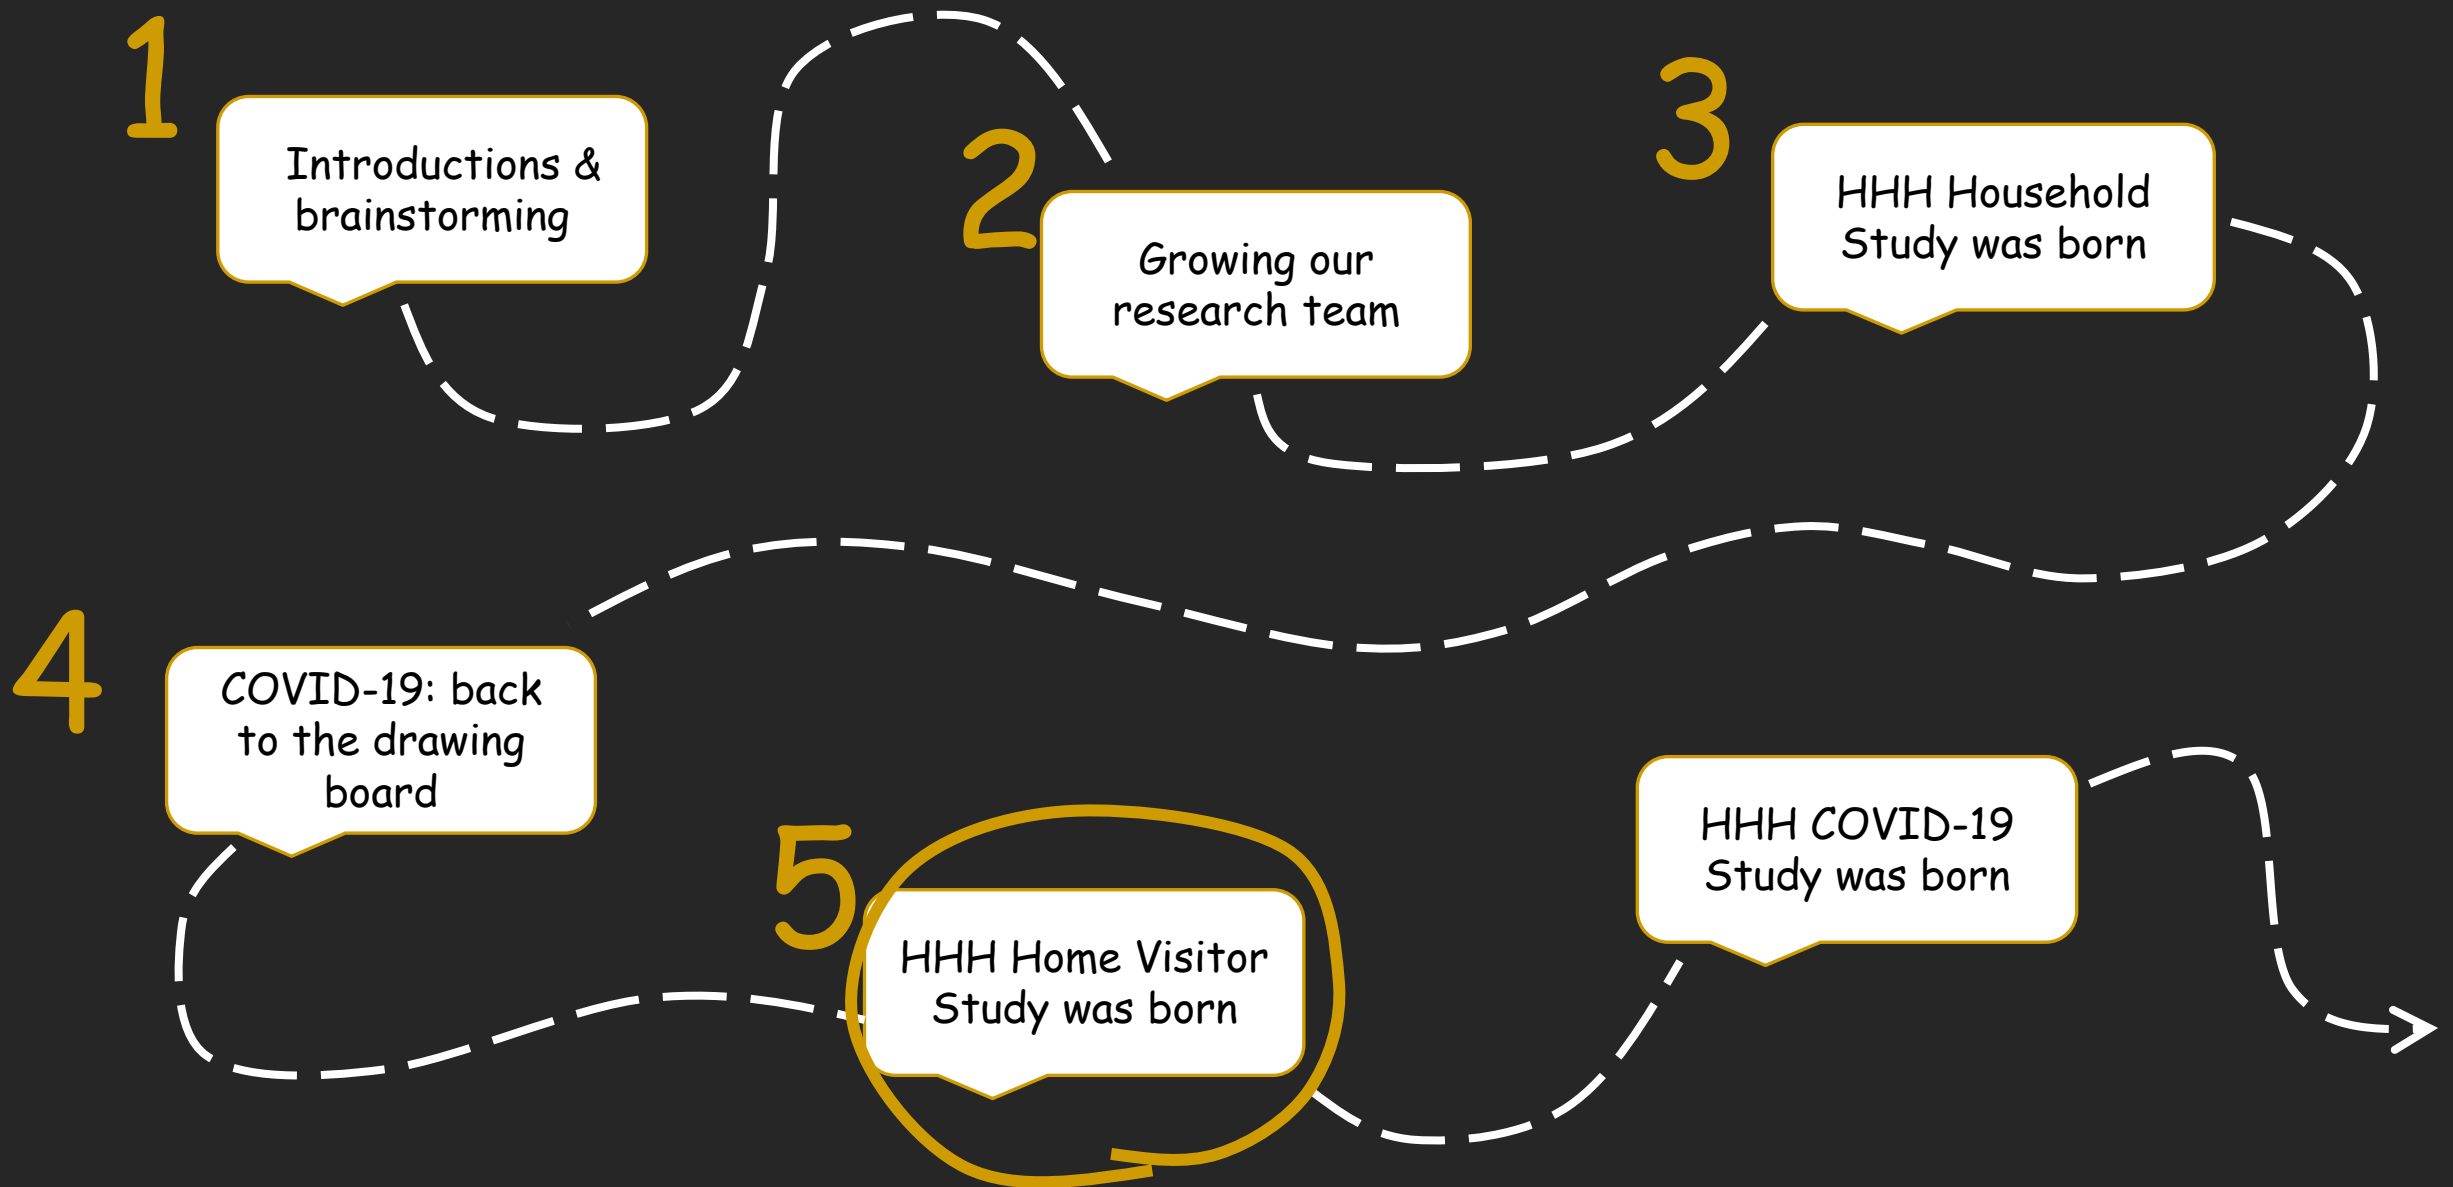 1
Introductions &
brainstorming
2
Growing our
research team
3
HHH Household
Study was born
4
COVID-19: back
to the drawing
board
5
HHH Home Visitor
Study was born
HHH COVID-19
Study was born